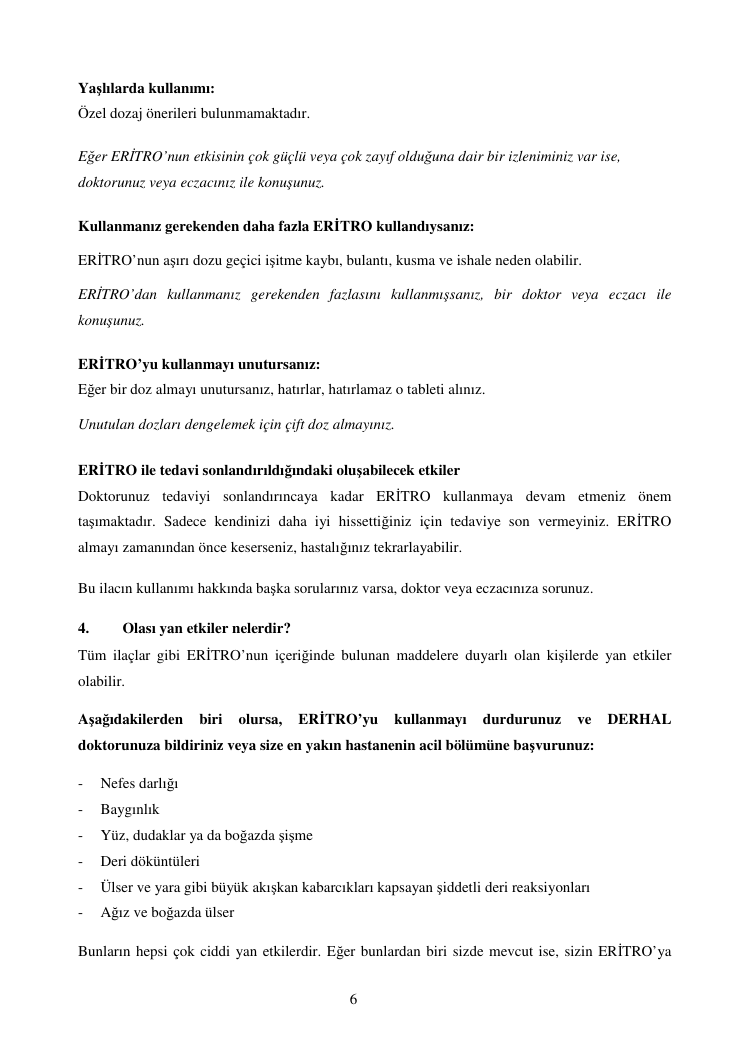 Yaşlılarda kullanımı:
Özel dozaj önerileri bulunmamaktadır.
Eğer ERİTRO’nun etkisinin çok güçlü veya çok zayıf olduğuna dair bir izleniminiz var ise,
doktorunuz veya eczacınız ile konuşunuz.
Kullanmanız gerekenden daha fazla ERİTRO kullandıysanız:
ERİTRO’nun aşırı dozu geçici işitme kaybı, bulantı, kusma ve ishale neden olabilir.
ERİTRO’dan kullanmanız gerekenden fazlasını kullanmışsanız, bir doktor veya eczacı ile
konuşunuz.
ERİTRO’yu kullanmayı unutursanız:
Eğer bir doz almayı unutursanız, hatırlar, hatırlamaz o tableti alınız.
Unutulan dozları dengelemek için çift doz almayınız.
ERİTRO ile tedavi sonlandırıldığındaki oluşabilecek etkiler
Doktorunuz tedaviyi sonlandırıncaya kadar ERİTRO kullanmaya devam etmeniz önem
taşımaktadır. Sadece kendinizi daha iyi hissettiğiniz için tedaviye son vermeyiniz. ERİTRO
almayı zamanından önce keserseniz, hastalığınız tekrarlayabilir.
Bu ilacın kullanımı hakkında başka sorularınız varsa, doktor veya eczacınıza sorunuz.
4. Olası yan etkiler nelerdir?
Tüm ilaçlar gibi ERİTRO’nun içeriğinde bulunan maddelere duyarlı olan kişilerde yan etkiler
olabilir.
Aşağıdakilerden biri olursa, ERİTRO’yu kullanmayı durdurunuz ve DERHAL
doktorunuza bildiriniz veya size en yakın hastanenin acil bölümüne başvurunuz:
- Nefes darlığı
- Baygınlık
- Yüz, dudaklar ya da boğazda şişme
- Deri döküntüleri
- Ülser ve yara gibi büyük akışkan kabarcıkları kapsayan şiddetli deri reaksiyonları
- Ağız ve boğazda ülser
Bunların hepsi çok ciddi yan etkilerdir. Eğer bunlardan biri sizde mevcut ise, sizin ERİTRO’ya
6